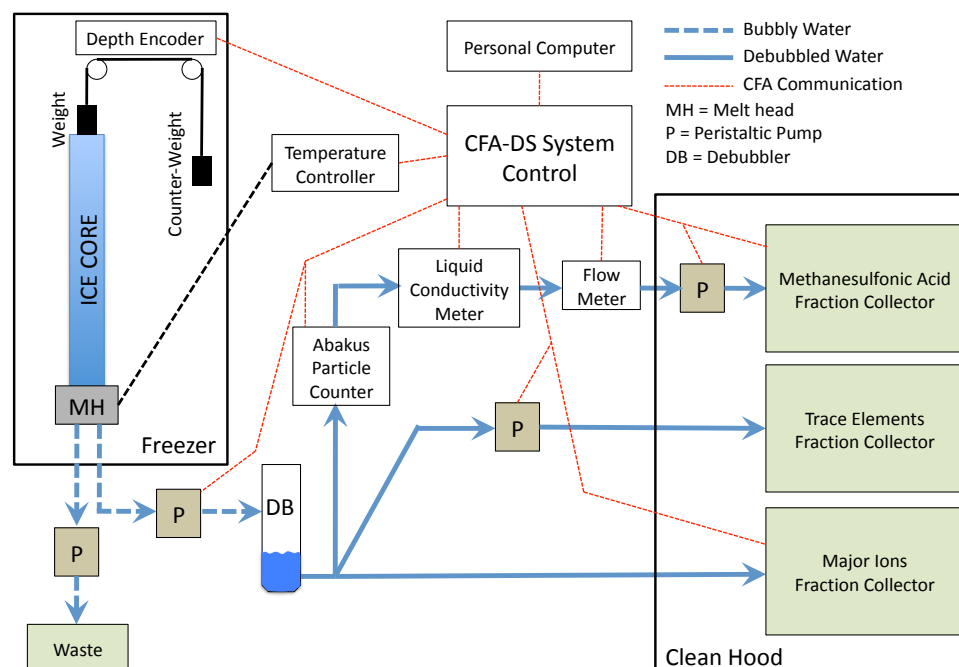 Depth Encoder
Personal Computer
Bubbly Water
Debubbled Water
CFA Communication
MH = Melt head
P = Peristaltic Pump
DB = Debubbler
Weight
Counter-Weight
ICE CORE
Temperature
Controller
CFA-DS System
Control
Liquid
Conductivity
Meter
Flow
Meter
P
Methanesulfonic Acid
Fraction Collector
Abakus
Particle
Counter
MH
Freezer
P
Trace Elements
Fraction Collector
P
DB
P
Major Ions
Fraction Collector
Waste
Clean Hood